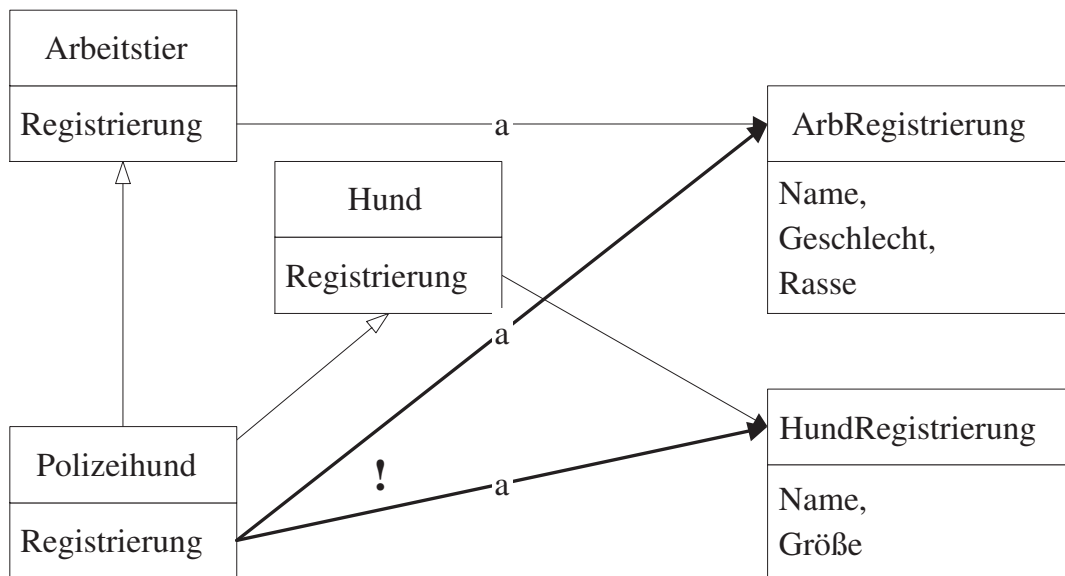 Arbeitstier
Registrierung
a
ArbRegistrierung
Name,
Geschlecht,
Rasse
Hund
Registrierung
a
HundRegistrierung
Name,
Größe
Polizeihund
Registrierung
!
a